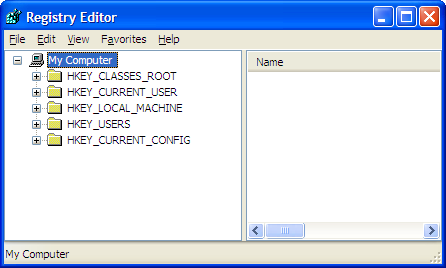 Registry Editor
File Edit View Favorites Help
My Computer
HKEY_CLASSES_ROOT
HKEY_CURRENT_USER
HKEY_LOCAL_MACHINE
HKEY_USERS
HKEY_CURRENT_CONFIG
Name
My Computer